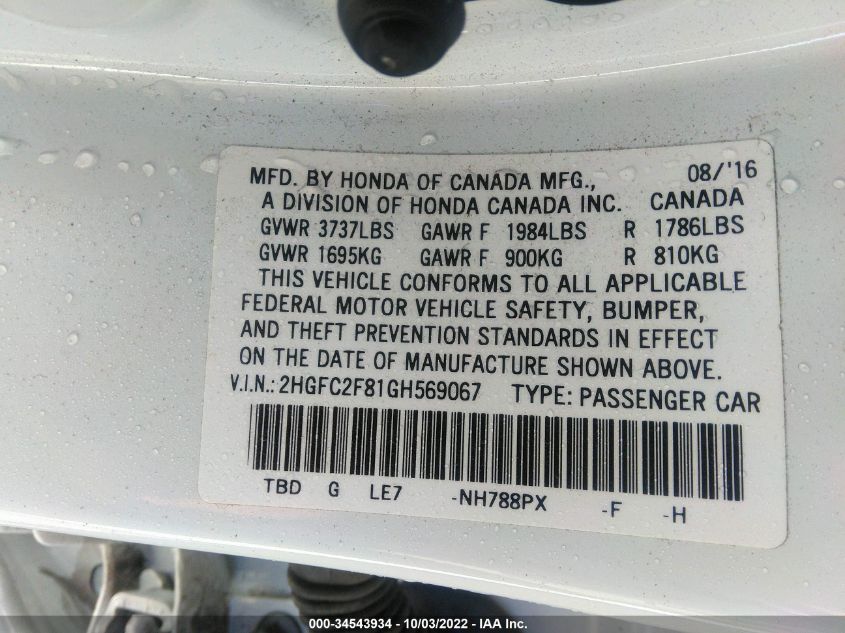 MFD. BY HONDA OF CANADA MFG., 08/'16
A DIVISION OF HONDA CANADA INC. CANADA
GVWR 3737LBS GAWR F 1984LBS R 1786LBS
GVWR 1695KG GAWR F 900KG R 810KG
THIS VEHICLE CONFORMS TO ALL APPLICABLE
FEDERAL MOTOR VEHICLE SAFETY, BUMPER,
AND THEFT PREVENTION STANDARDS IN EFFECT
ON THE DATE OF MANUFACTURE SHOWN ABOVE.
V.I.N.: 2HGFC2F81GH569067 TYPE: PASSENGER CAR
TBD G LE7 -NH788PX -F -H
000-34543934 - 10/03/2022 - IAA Inc.